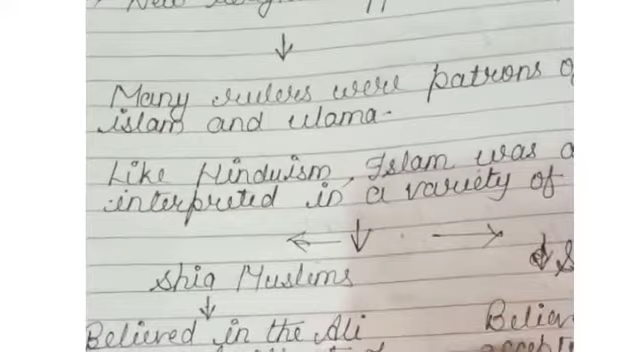 New
Many rulers were patrons
islam and ulama-
Like Hinduism, Islam was
interpreted in a variety of
Shia Muslims
Believed in the Ali